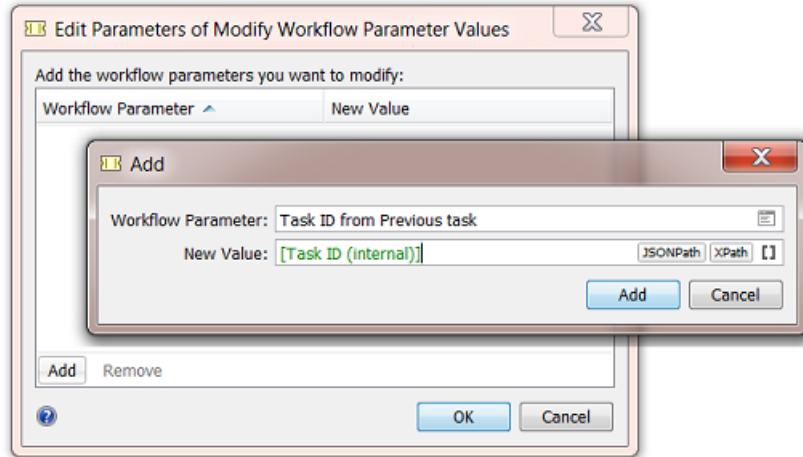 Edit Parameters of Modify Workflow Parameter Values
Add the workflow parameters you want to modify:
Workflow Parameter New Value
Add
Workflow Parameter: Task ID from Previous task
New Value: [Task ID (internal)] JSONPath XPath []
Add Cancel
Add Remove
OK Cancel